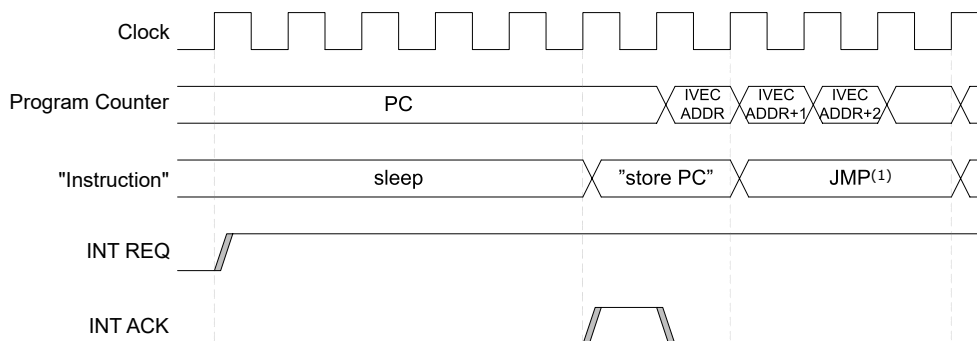 Clock
Program Counter
PC
IVEC
ADDR
IVEC
ADDR+1
IVEC
ADDR+2
"Instruction"
sleep
”store PC”
JMP(1)
INT REQ
INT ACK